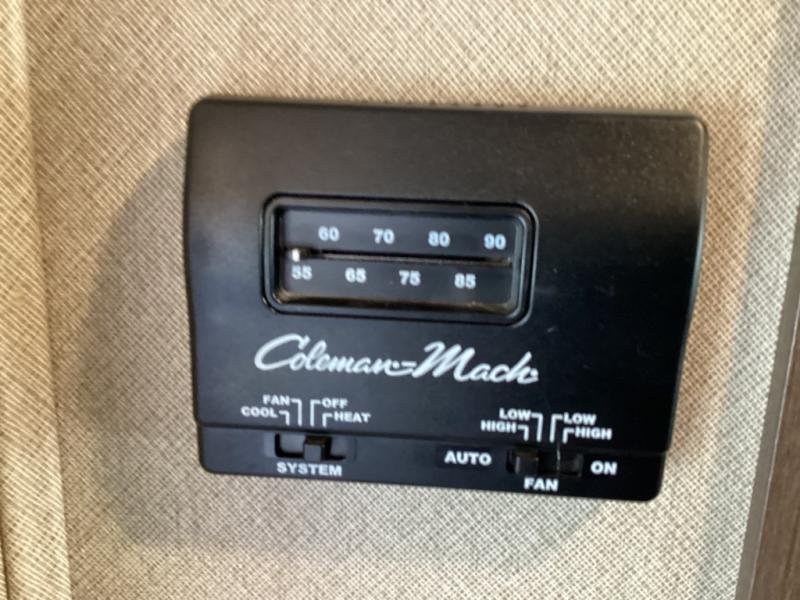 60 70 80 90
55 65 75 85
Coleman-Mach
FAN OFF
COOL HEAT
LOW LOW
HIGH HIGH
AUTO ON
SYSTEM
FAN